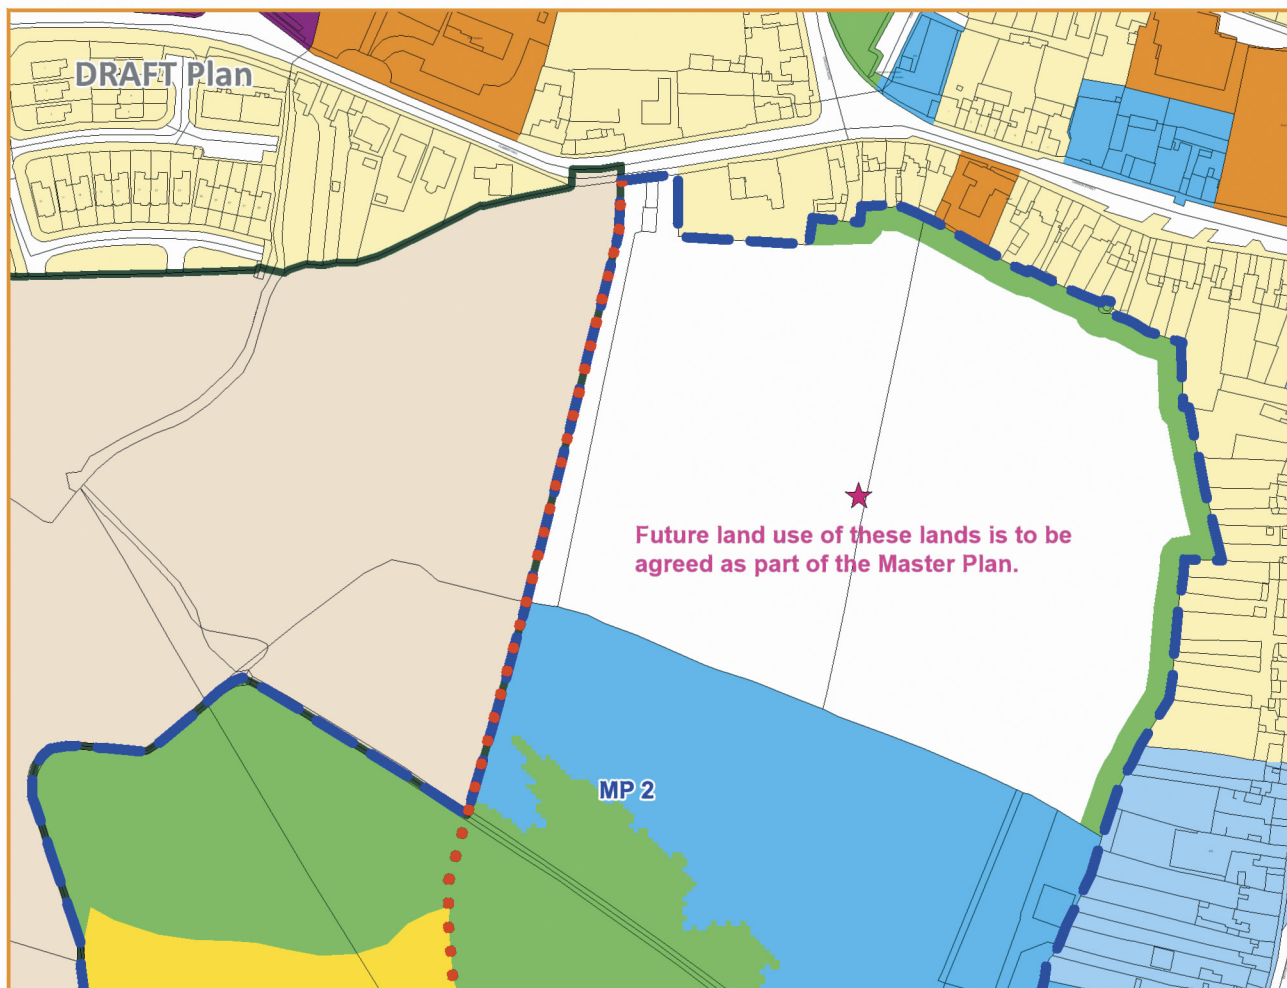 DRAFT Plan
Future land use of these lands is to be
agreed as part of the Master Plan.
MP 2